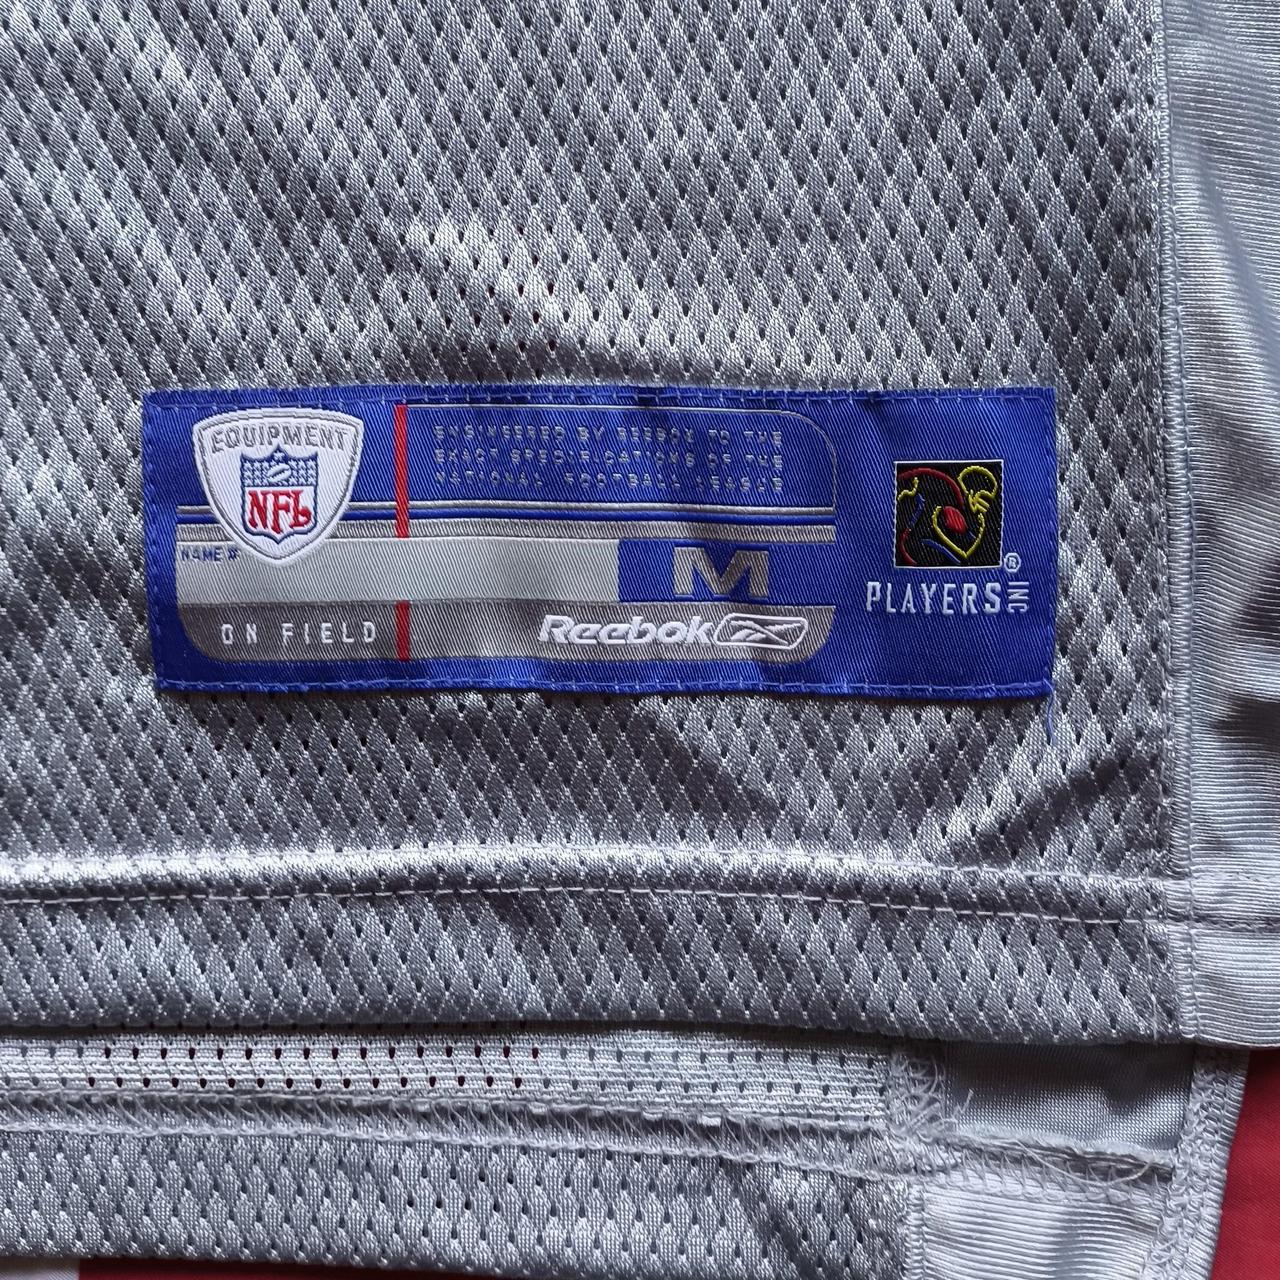 EQUIPMENT
NFL
ENGINEERED BY REEBOK TO THE
EXACT SPECIFICATIONS OF THE
NATIONAL FOOTBALL LEAGUE
NAME #
M
ON FIELD
Reebok
PLAYERS INC
®